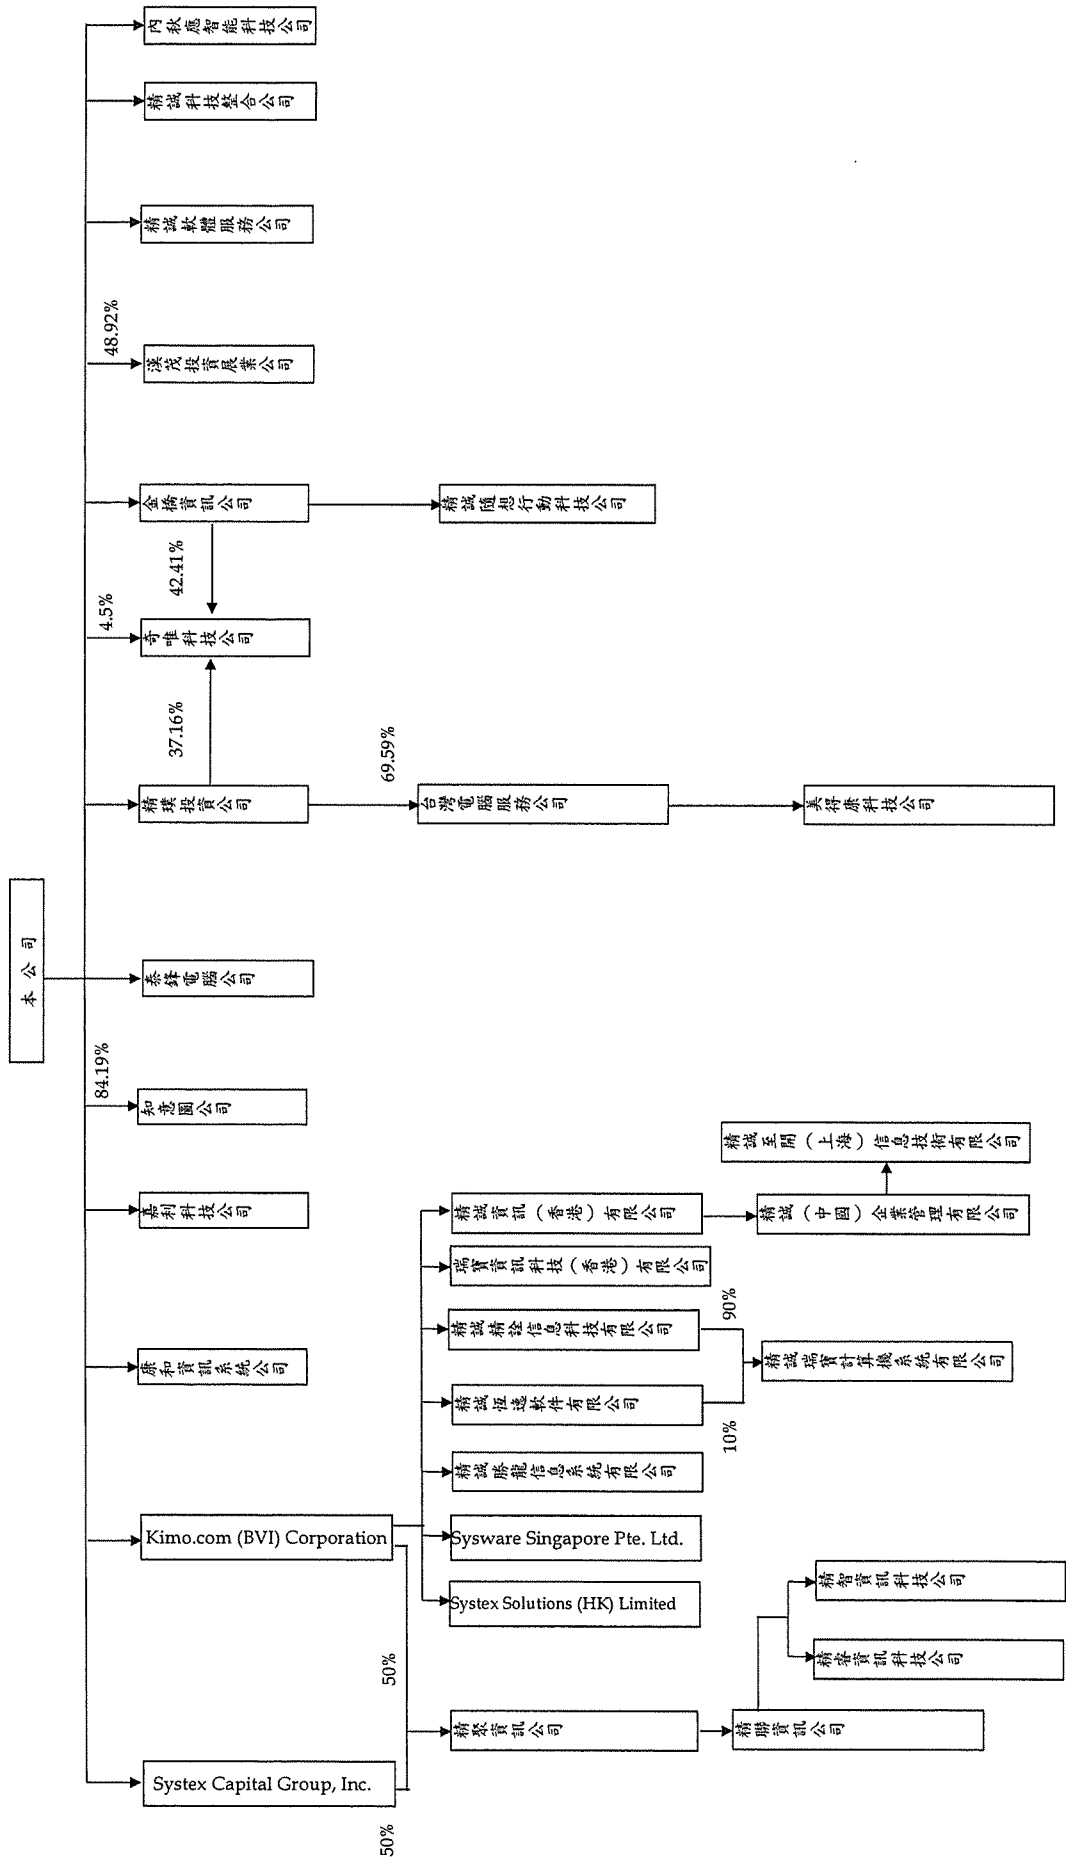 本公司
內秋應智能科技公司
精誠科技整合公司
精誠軟體服務公司
48.92%
漢茂投資展業公司
金橋資訊公司
精誠隨想行動科技公司
42.41%
4.5%
奇唯科技公司
37.16%
精璞投資公司
69.59%
台灣電腦服務公司
美得康科技公司
泰鋒電腦公司
84.19%
知意圖公司
嘉利科技公司
康和資訊系統公司
Kimo.com (BVI) Corporation
精誠資訊（香港）有限公司
精誠（中國）企業管理有限公司
精誠至開（上海）信息技術有限公司
瑞寶資訊科技（香港）有限公司
精誠精詮信息科技有限公司
90%
精誠瑞寶計算機系統有限公司
精誠恆逸軟件有限公司
10%
精誠勝龍信息系統有限公司
Sysware Singapore Pte. Ltd.
Systex Solutions (HK) Limited
50%
精聚資訊公司
精聯資訊公司
精智資訊科技公司
精睿資訊科技公司
Systex Capital Group, Inc.
50%